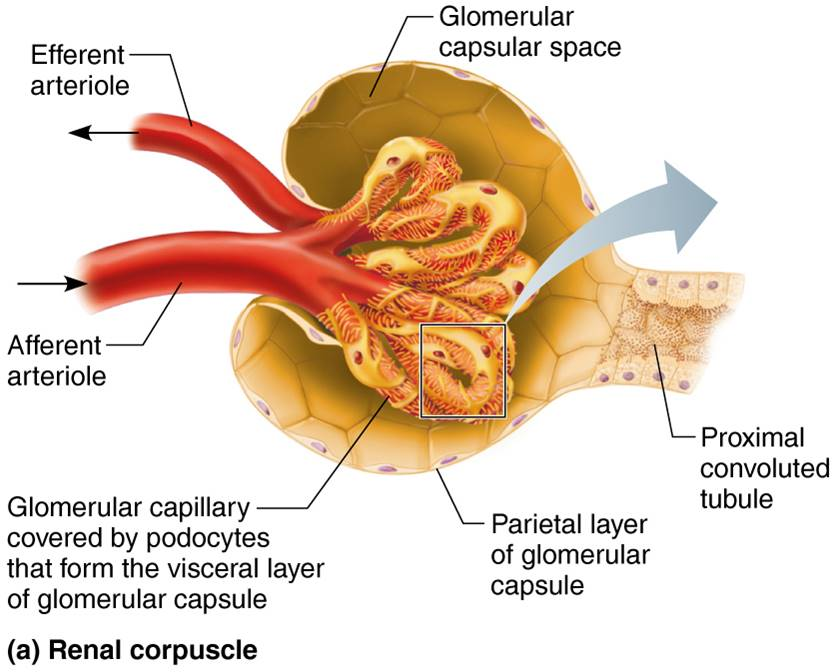 Glomerular
capsular space
Efferent
arteriole
Afferent
arteriole
Proximal
convoluted
tubule
Glomerular capillary
covered by podocytes
that form the visceral layer
of glomerular capsule
Parietal layer
of glomerular
capsule
(a) Renal corpuscle